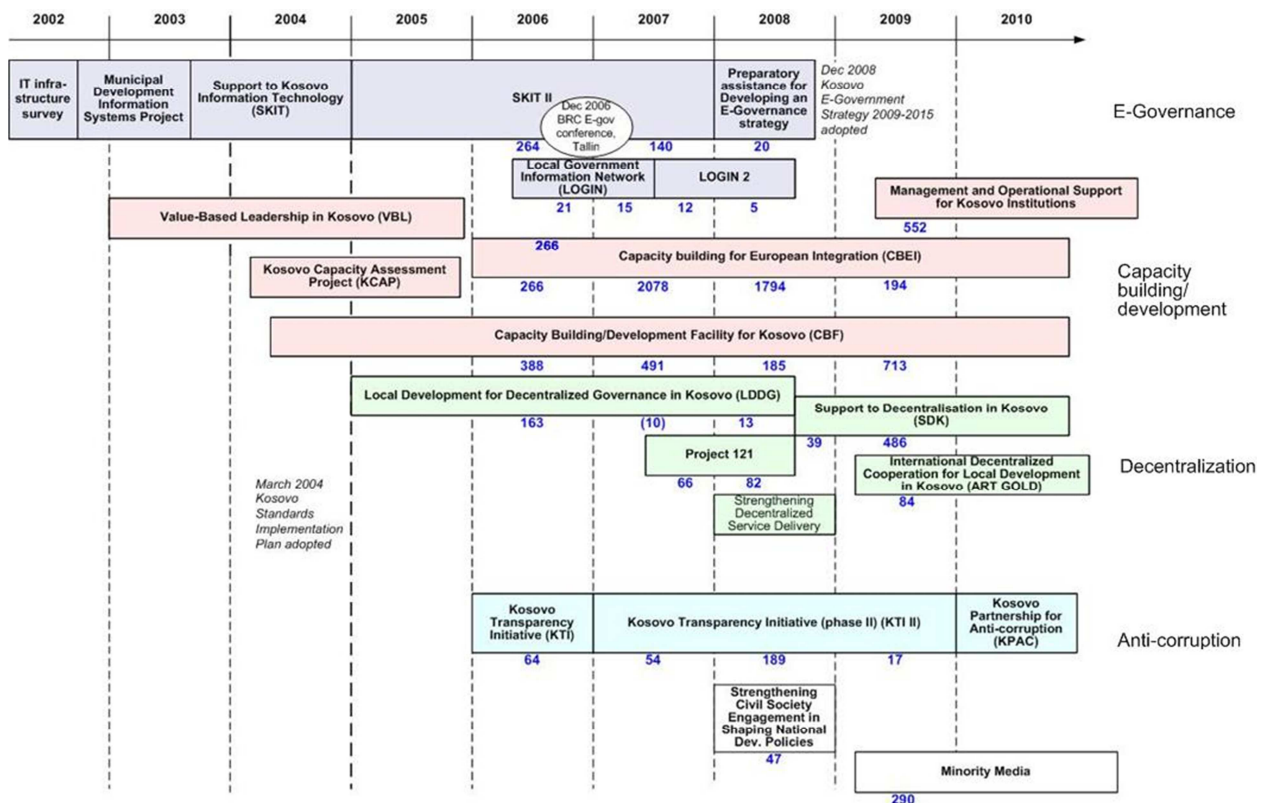 2002 2003 2004 2005 2006 2007 2008 2009 2010
IT infra-
structure
survey
Municipal
Development
Information
Systems Project
Support to Kosovo
Information Technology
(SKIT)
SKIT II
Dec 2006
BRC E-gov
conference,
Tallin
Preparatory
assistance for
Developing an
E-Governance
strategy
Dec 2008
Kosovo
E-Government
Strategy 2009-2015
adopted
E-Governance
264 140 20
Local Government
Information Network
(LOGIN)
LOGIN 2
21 15 12 5
Management and Operational Support
for Kosovo Institutions
552
Value-Based Leadership in Kosovo (VBL)
266
Capacity building for European Integration (CBEI)
266 2078 1794 194
Kosovo Capacity Assessment
Project (KCAP)
Capacity
building/
development
Capacity Building/Development Facility for Kosovo (CBF)
388 491 185 713
Local Development for Decentralized Governance in Kosovo (LDDG)
163 (10) 13
Support to Decentralisation in Kosovo
(SDK)
39 486
Project 121
66 82
International Decentralized
Cooperation for Local Development
in Kosovo (ART GOLD)
84
Decentralization
Strengthening
Decentralized
Service Delivery
March 2004
Kosovo
Standards
Implementation
Plan adopted
Kosovo
Transparency
Initiative (KTI)
Kosovo Transparency Initiative (phase II) (KTI II)
Kosovo
Partnership for
Anti-corruption
(KPAC)
Anti-corruption
64 54 189 17
Strengthening
Civil Society
Engagement in
Shaping National
Dev. Policies
47
Minority Media
290